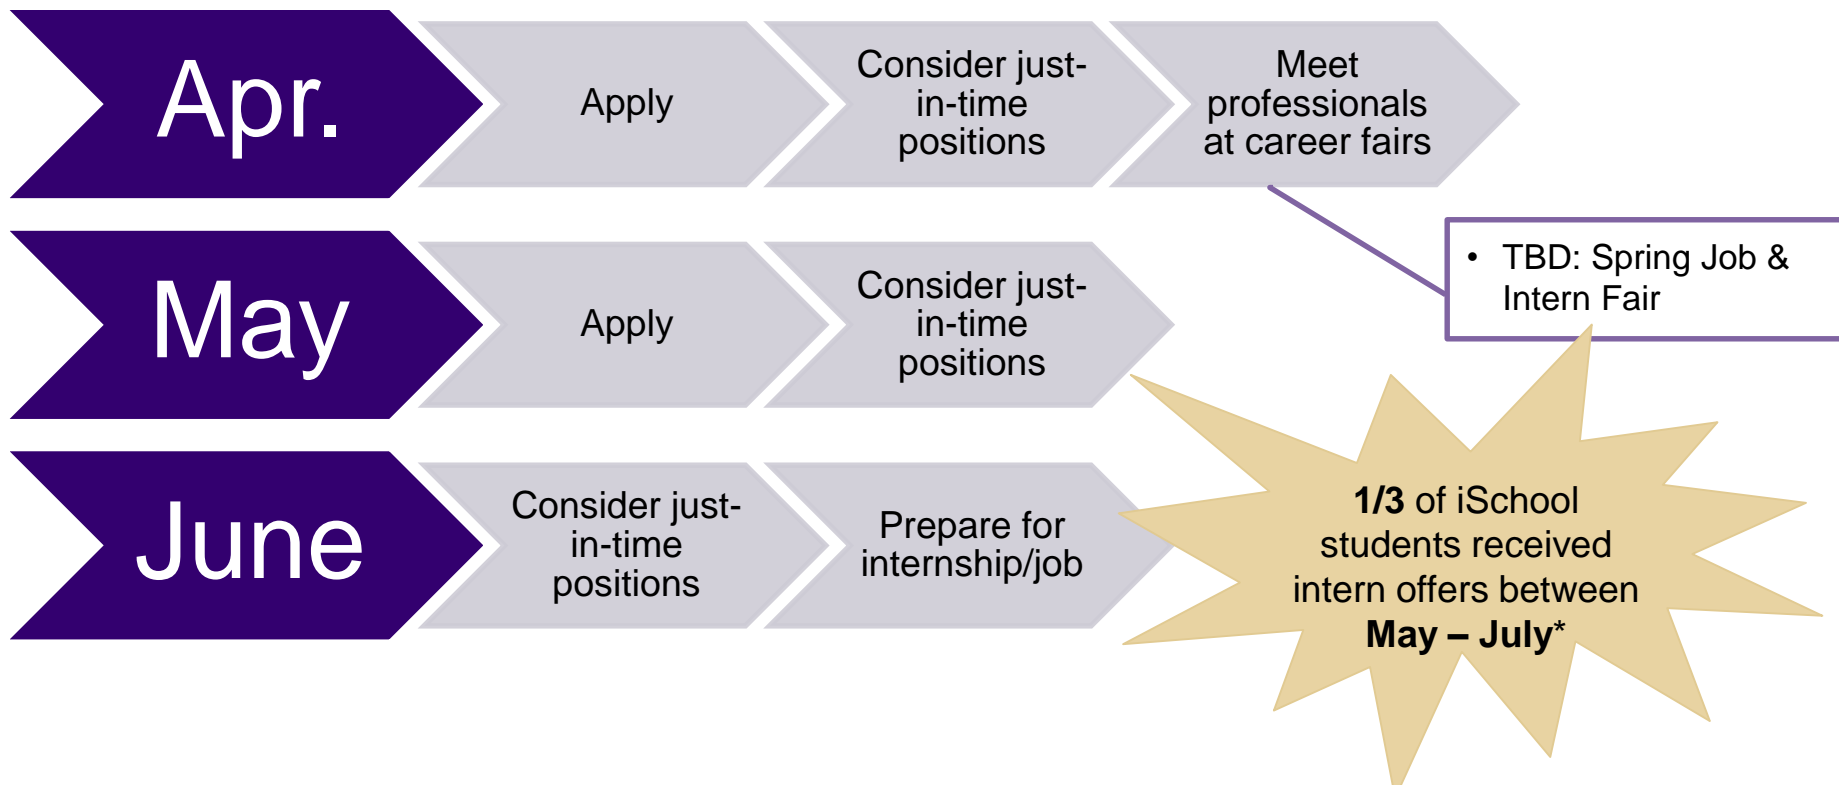 Apr.
Apply
Consider just-
in-time
positions
Meet
professionals
at career fairs
• TBD: Spring Job &
Intern Fair
May
Apply
Consider just-
in-time
positions
June
Consider just-
in-time
positions
Prepare for
internship/job
1/3 of iSchool
students received
intern offers between
May – July*